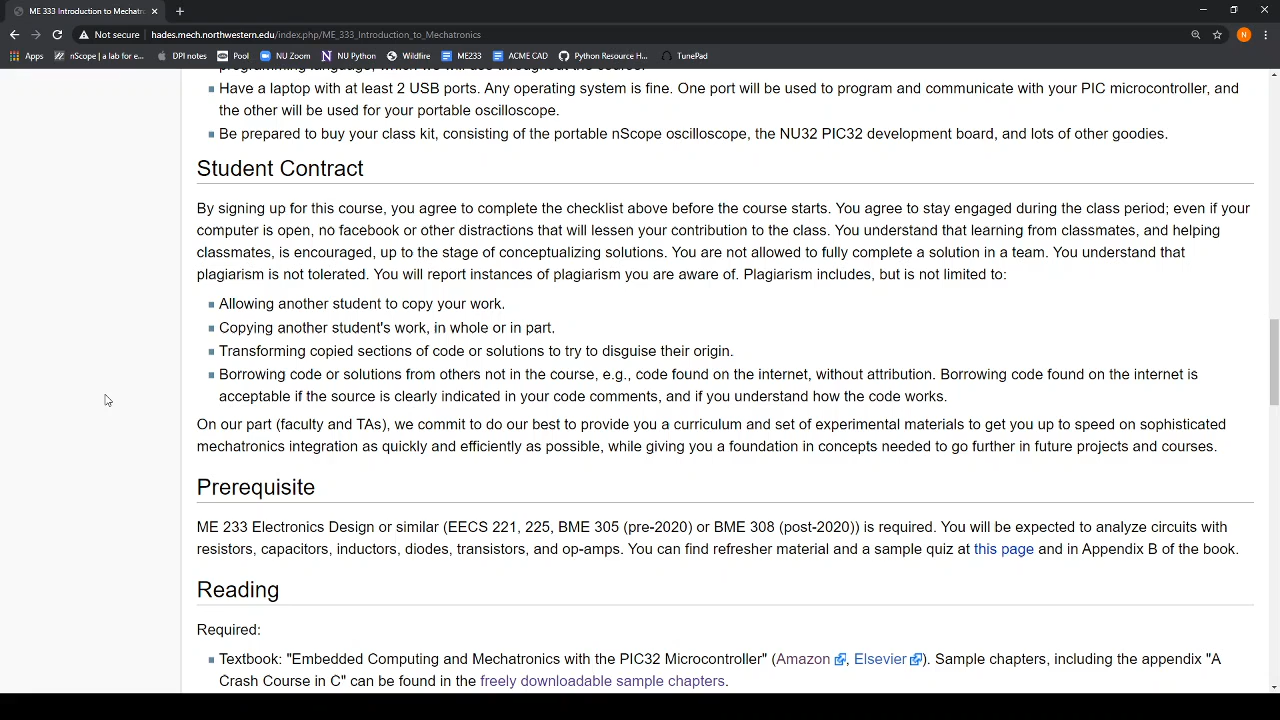 ME 333 Introduction to Mechatr
Not secure | hades.mech.northwestern.edu/index.php/ME_333_Introduction_to_Mechatronics
N
Apps nScope | a lab for e... DPI notes Pool NU Zoom NU Python Wildfire ME233 ACME CAD Python Resource H... TunePad
Have a laptop with at least 2 USB ports. Any operating system is fine. One port will be used to program and communicate with your PIC microcontroller, and
the other will be used for your portable oscilloscope.
Be prepared to buy your class kit, consisting of the portable nScope oscilloscope, the NU32 PIC32 development board, and lots of other goodies.
Student Contract
By signing up for this course, you agree to complete the checklist above before the course starts. You agree to stay engaged during the class period; even if your
computer is open, no facebook or other distractions that will lessen your contribution to the class. You understand that learning from classmates, and helping
classmates, is encouraged, up to the stage of conceptualizing solutions. You are not allowed to fully complete a solution in a team. You understand that
plagiarism is not tolerated. You will report instances of plagiarism you are aware of. Plagiarism includes, but is not limited to:
Allowing another student to copy your work.
Copying another student's work, in whole or in part.
Transforming copied sections of code or solutions to try to disguise their origin.
Borrowing code or solutions from others not in the course, e.g., code found on the internet, without attribution. Borrowing code found on the internet is
acceptable if the source is clearly indicated in your code comments, and if you understand how the code works.
On our part (faculty and TAs), we commit to do our best to provide you a curriculum and set of experimental materials to get you up to speed on sophisticated
mechatronics integration as quickly and efficiently as possible, while giving you a foundation in concepts needed to go further in future projects and courses.
Prerequisite
ME 233 Electronics Design or similar (EECS 221, 225, BME 305 (pre-2020) or BME 308 (post-2020)) is required. You will be expected to analyze circuits with
resistors, capacitors, inductors, diodes, transistors, and op-amps. You can find refresher material and a sample quiz at this page and in Appendix B of the book.
Reading
Required:
Textbook: "Embedded Computing and Mechatronics with the PIC32 Microcontroller" (Amazon, Elsevier). Sample chapters, including the appendix "A
Crash Course in C" can be found in the freely downloadable sample chapters.